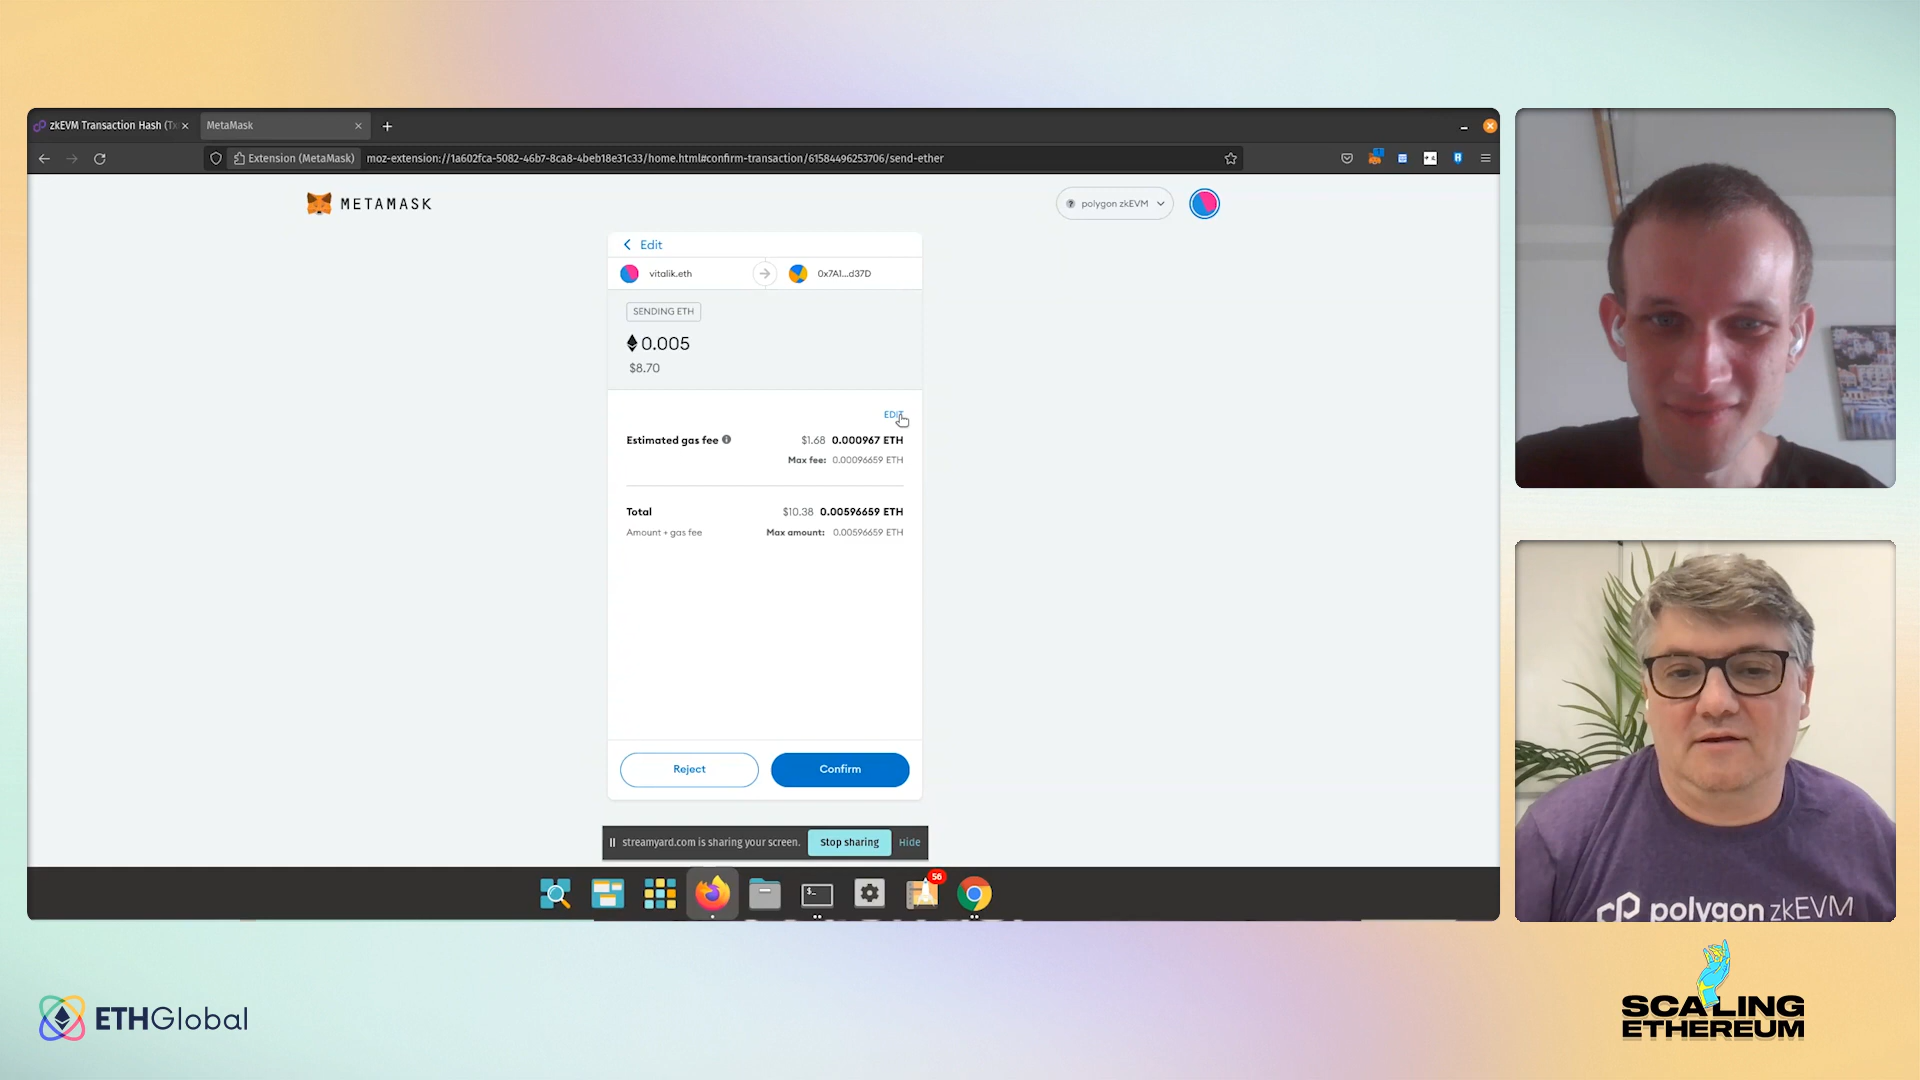 zkEVM Transaction Hash (Tx
MetaMask
Extension (MetaMask)
moz-extension://1a602fca-5082-46b7-8ca8-4beb18e31c33/home.html#confirm-transaction/61584496253706/send-ether
METAMASK
polygon zkEVM
Edit
vitalik.eth
0x7A1...d37D
SENDING ETH
0.005
$8.70
EDIT
Estimated gas fee
$1.68 0.000967 ETH
Max fee: 0.00096659 ETH
Total
$10.38 0.00596659 ETH
Amount + gas fee
Max amount: 0.00596659 ETH
Reject
Confirm
streamyard.com is sharing your screen.
Stop sharing
Hide
56
polygon zkEVM
ETHGlobal
SCALING
ETHEREUM